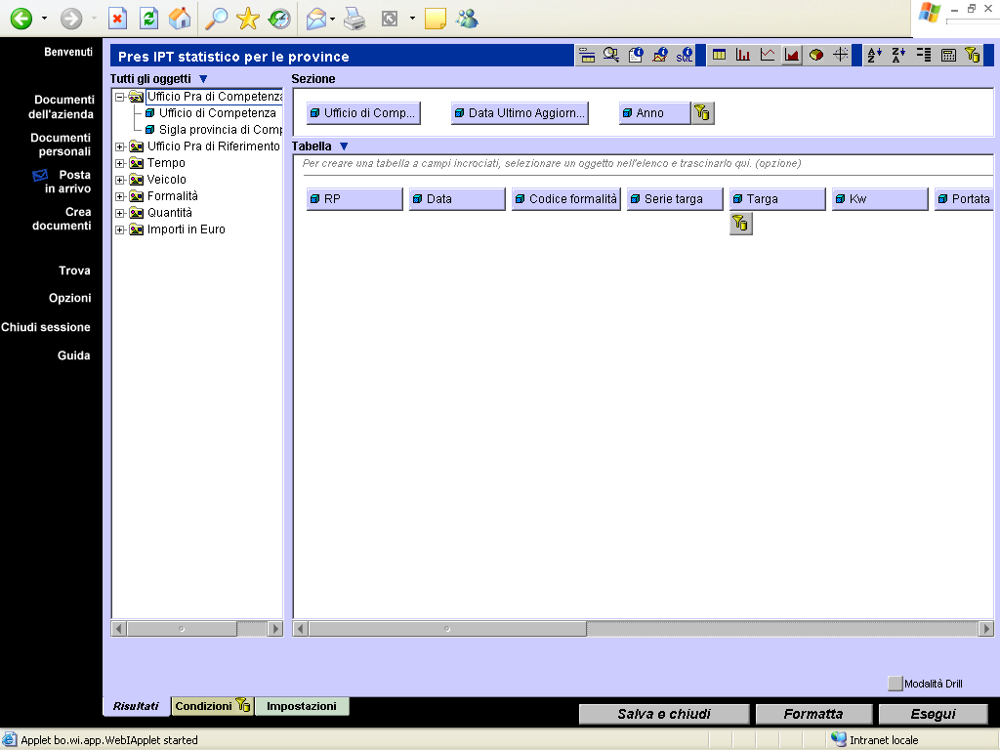 Benvenuti
Documenti
dell'azienda
Documenti
personali
Posta
in arrivo
Crea
documenti
Trova
Opzioni
Chiudi sessione
Guida
Pres IPT statistico per le province
SQL
Tutti gli oggetti
Ufficio Pra di Competenza
Ufficio di Competenza
Sigla provincia di Comp
Ufficio Pra di Riferimento
Tempo
Veicolo
Formalità
Quantità
Importi in Euro
Sezione
Ufficio di Comp...
Data Ultimo Aggiorn...
Anno
Tabella
Per creare una tabella a campi incrociati, selezionare un oggetto nell'elenco e trascinarlo qui. (opzione)
RP
Data
Codice formalità
Serie targa
Targa
Kw
Portata
Modalità Drill
Risultati
Condizioni
Impostazioni
Salva e chiudi
Formatta
Esegui
Applet bo.wi.app.WebIApplet started
Intranet locale